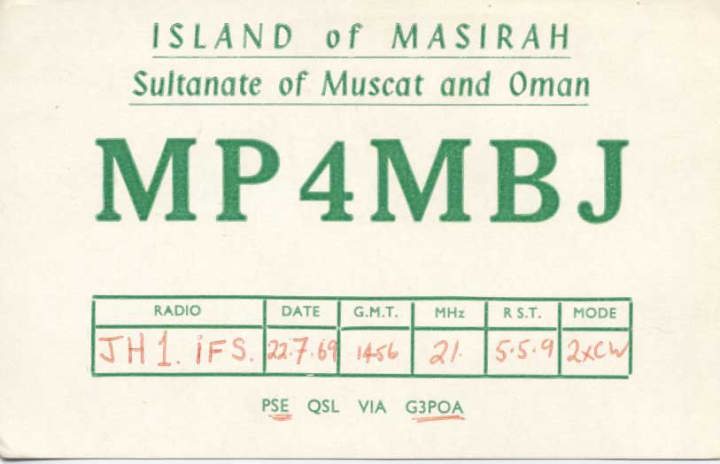 ISLAND of MASIRAH
Sultanate of Muscat and Oman
MP4MBJ
RADIO DATE G.M.T. MHz R S.T. MODE
JH1. iFS. 22.7.69 1456 21. 5.5.9 2xCW
PSE QSL VIA G3POA